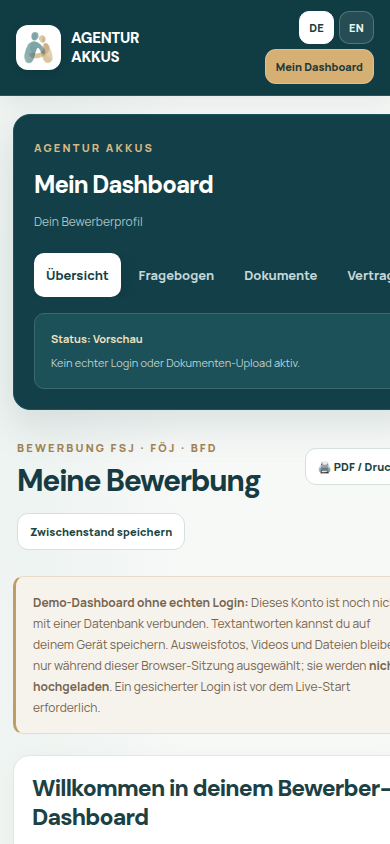 AGENTUR
AKKUS
DE
EN
Mein Dashboard
AGENTUR AKKUS
Mein Dashboard
Dein Bewerberprofil
Übersicht
Fragebogen
Dokumente
Vertrag
Status: Vorschau
Kein echter Login oder Dokumenten-Upload aktiv.
BEWERBUNG FSJ · FÖJ · BFD
Meine Bewerbung
🖨️ PDF / Druc
Zwischenstand speichern
Demo-Dashboard ohne echten Login: Dieses Konto ist noch nic
mit einer Datenbank verbunden. Textantworten kannst du auf
deinem Gerät speichern. Ausweisfotos, Videos und Dateien bleibe
nur während dieser Browser-Sitzung ausgewählt; sie werden nich
hochgeladen. Ein gesicherter Login ist vor dem Live-Start
erforderlich.
Willkommen in deinem Bewerber-
Dashboard